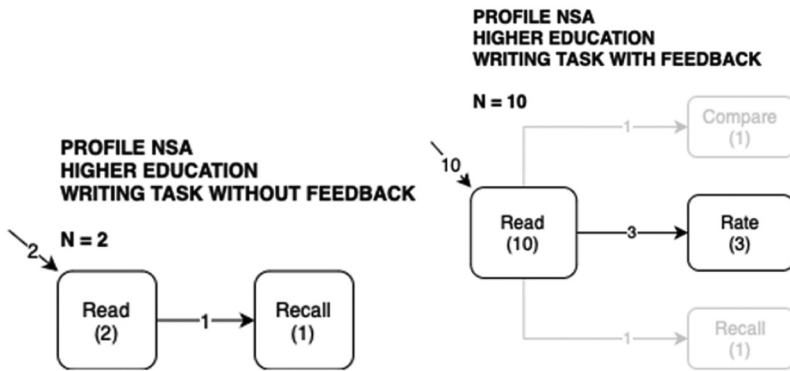 PROFILE NSA
HIGHER EDUCATION
WRITING TASK WITHOUT FEEDBACK
N = 2
2
Read
(2)
1
Recall
(1)
PROFILE NSA
HIGHER EDUCATION
WRITING TASK WITH FEEDBACK
N = 10
10
Read
(10)
1
Compare
(1)
3
Rate
(3)
1
Recall
(1)